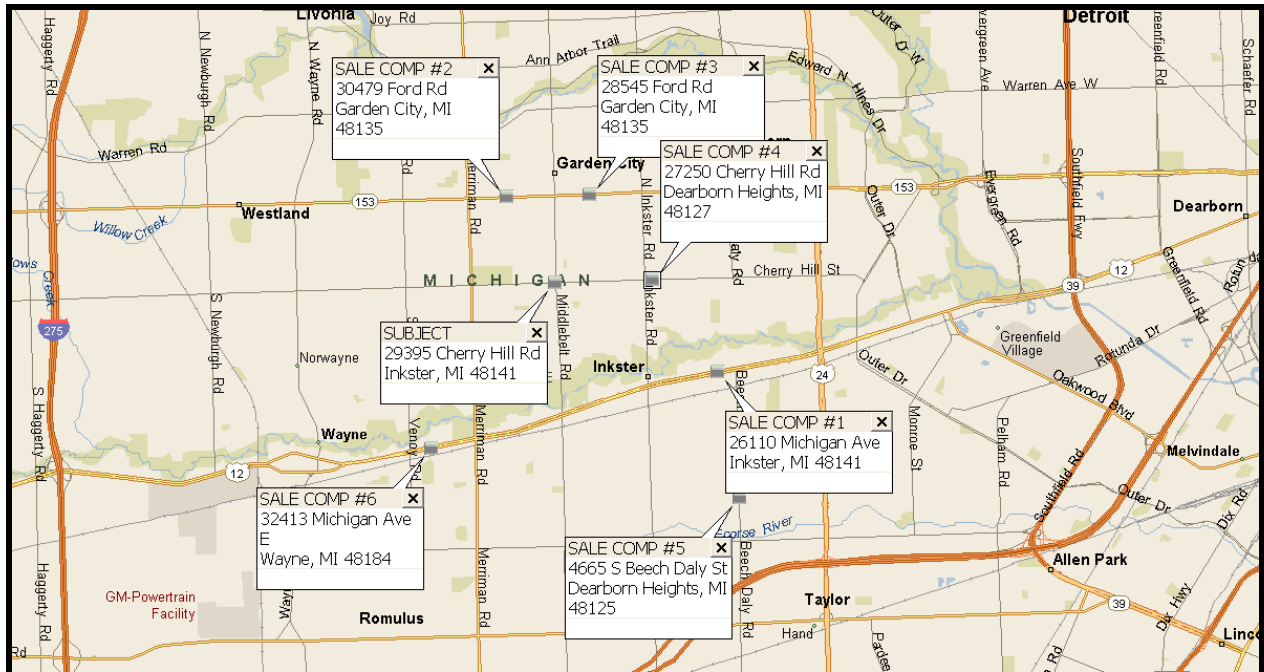 Livonia
Joy Rd
Detroit
Haggerty Rd
N Newburgh Rd
N Wayne Rd
Ann Arbor Trail
Outer Dr W
Evergreen Ave
Greenfield Rd
Schaefer Rd
Edward N Hines Dr
Warren Ave W
SALE COMP #2
30479 Ford Rd
Garden City, MI
48135
SALE COMP #3
28545 Ford Rd
Garden City, MI
48135
SALE COMP #4
27250 Cherry Hill Rd
Dearborn Heights, MI
48127
Warren Rd
Merriman Rd
Garden City
N Inkster Rd
Outer Dr
Evergreen Rd
Southfield Fwy
153
153
Westland
Willow Creek
Dearborn
MICHIGAN
Cherry Hill St
12
39
Greenfield Rd
275
S Newburgh Rd
Norwayne
SUBJECT
29395 Cherry Hill Rd
Inkster, MI 48141
Middlebelt Rd
Inkster Rd
Inkster
24
Outer Dr
Greenfield
Village
Rotunda Dr
Oakwood Blvd
S Haggerty Rd
Wayne
Venoy Rd
Merriman Rd
SALE COMP #1
26110 Michigan Ave
Inkster, MI 48141
Monroe St
Pelham Rd
Southfield Rd
Melvindale
12
SALE COMP #6
32413 Michigan Ave
E
Wayne, MI 48184
Outer Dr
Dix Rd
Ecorse River
SALE COMP #5
4665 S Beech Daly St
Dearborn Heights, MI
48125
Beech Daly Rd
Allen Park
Haggerty Rd
GM-Powertrain
Facility
Merriman Rd
Romulus
Taylor
Hand
39
Dix Hwy
Rd